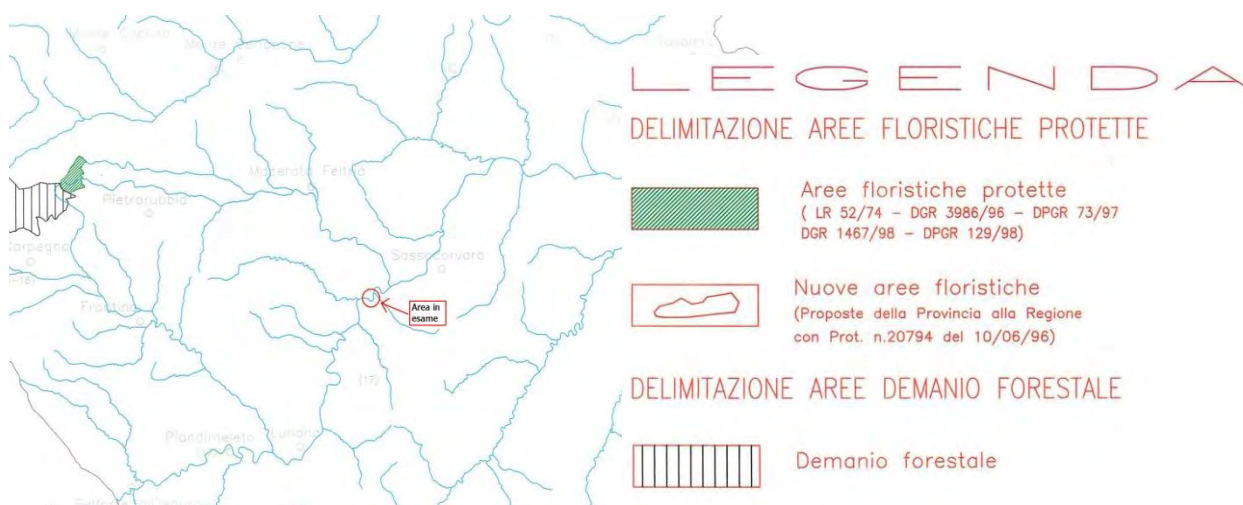 Macerata Feltria
Pietrarubbia
Carpegna
Sassocorvaro
Frontino
Area in
esame
(17)
Piandimeleto
Lunano
LEGENDA
DELIMITAZIONE AREE FLORISTICHE PROTETTE
Aree floristiche protette
( LR 52/74 - DGR 3986/96 - DPGR 73/97
DGR 1467/98 - DPGR 129/98)
Nuove aree floristiche
(Proposte della Provincia alla Regione
con Prot. n.20794 del 10/06/96)
DELIMITAZIONE AREE DEMANIO FORESTALE
Demanio forestale